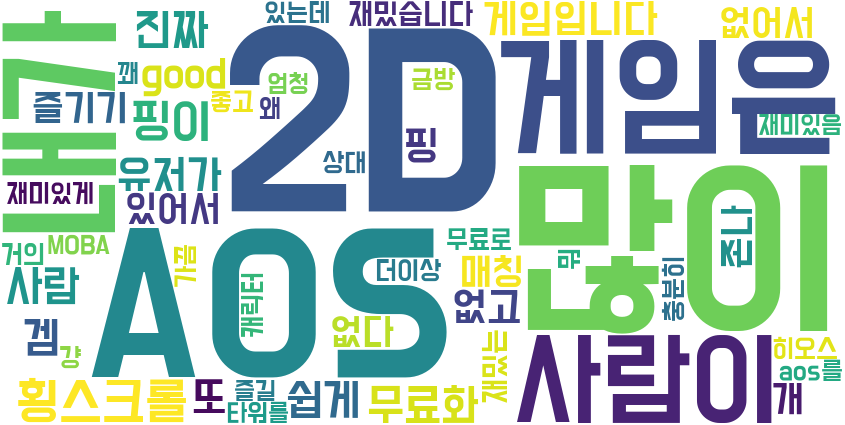 있는데
재밌습니다
게임입니다
없어서
진짜
2D
게임은
내가
꽤
good
엄청
금방
즐기기
좋고
왜
핑이
핑
재미있음
유저가
상대
많이
재미있게
있어서
존나
거의
MOBA
AOS
무료로
뭐
사람
가끔
캐릭터
더이상
매칭
충분히
겜
걍
없다
없고
사람이
재밌는
히오스
aos를
횡스크를
또
즐길
타워를
쉽게
무료화
개